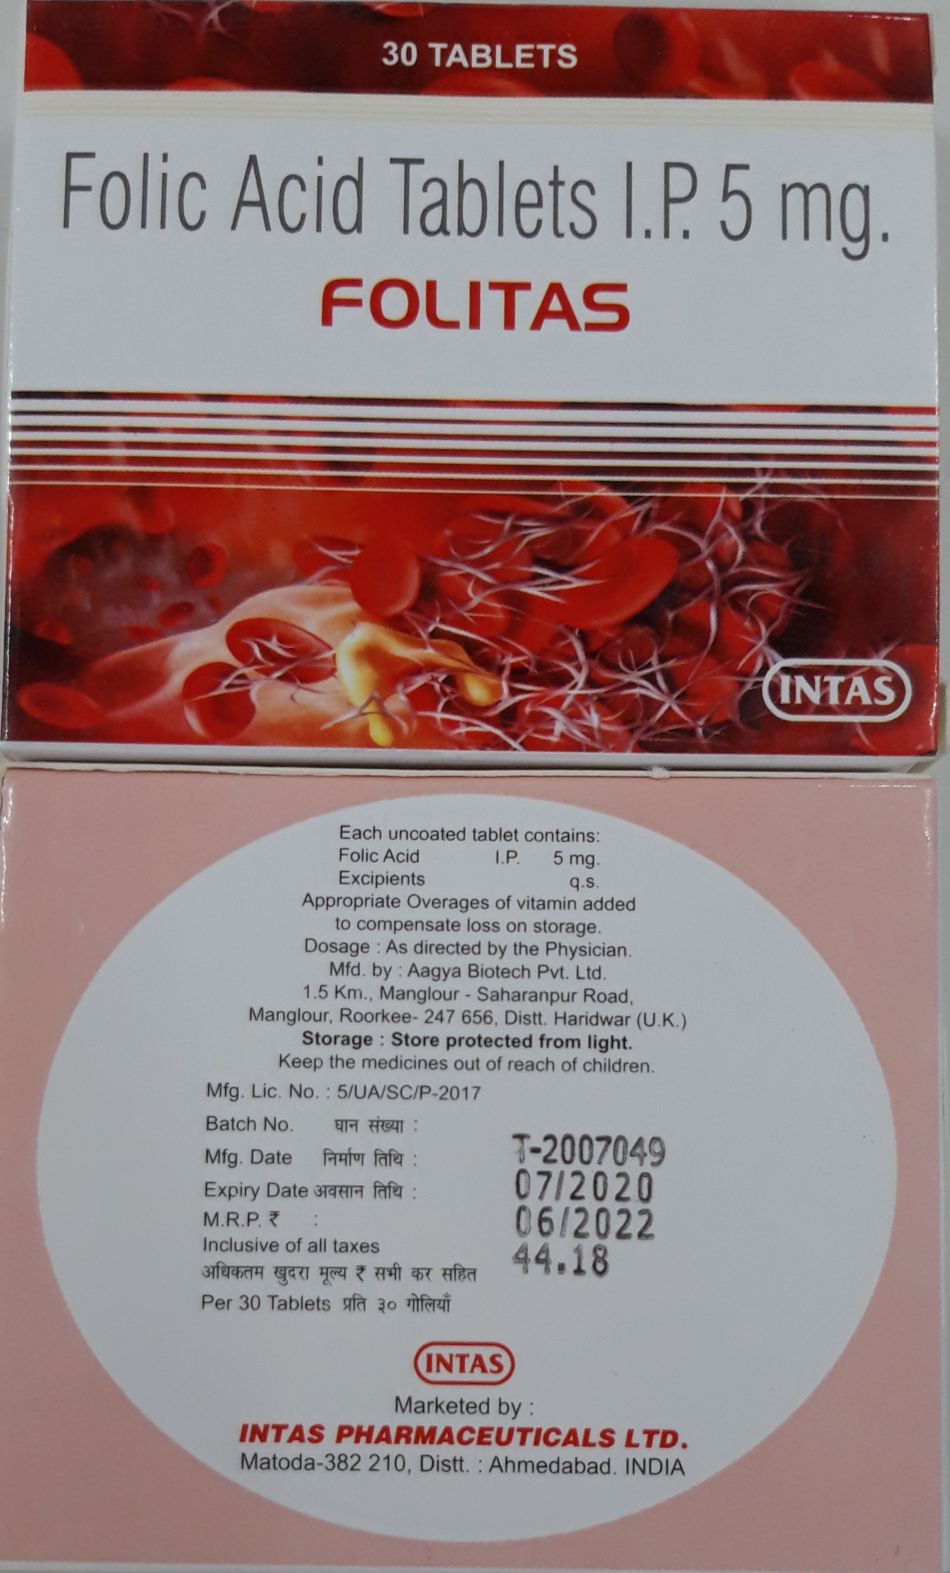 30 TABLETS
Folic Acid Tablets I.P. 5 mg.
FOLITAS
INTAS
Each uncoated tablet contains:
Folic Acid I.P. 5 mg.
Excipients q.s.
Appropriate Overages of vitamin added
to compensate loss on storage.
Dosage : As directed by the Physician.
Mfd. by : Aagya Biotech Pvt. Ltd.
1.5 Km., Manglour - Saharanpur Road,
Manglour, Roorkee- 247 656, Distt. Haridwar (U.K.)
Storage : Store protected from light.
Keep the medicines out of reach of children.
Mfg. Lic. No. : 5/UA/SC/P-2017
Batch No. घान संख्या :
T-2007049
Mfg. Date निर्माण तिथि :
07/2020
Expiry Date अवसान तिथि :
06/2022
M.R.P. ₹ :
44.18
Inclusive of all taxes
अधिकतम खुदरा मूल्य ₹ सभी कर सहित
Per 30 Tablets प्रति ३० गोलियाँ
INTAS
Marketed by :
INTAS PHARMACEUTICALS LTD.
Matoda-382 210, Distt. : Ahmedabad. INDIA